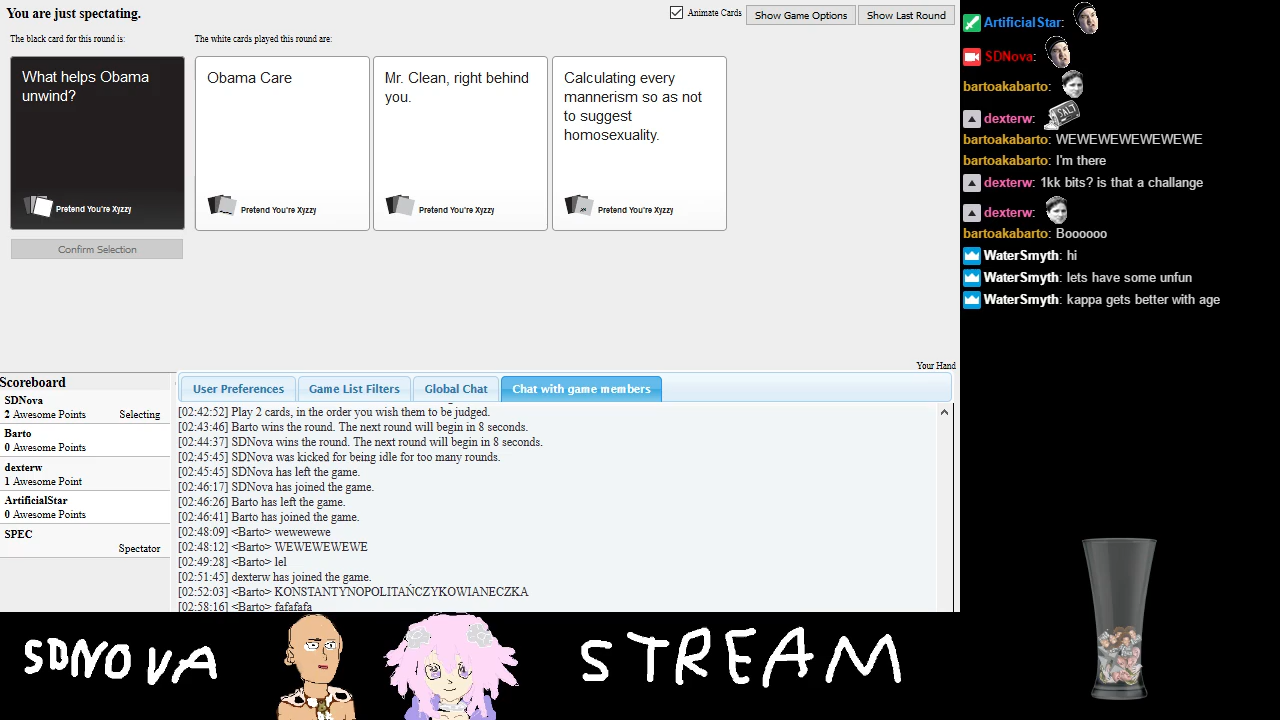 You are just spectating.
Animate Cards
Show Game Options
Show Last Round
The black card for this round is:
The white cards played this round are:
What helps Obama
unwind?
Pretend You're Xyzzy
Obama Care
Pretend You're Xyzzy
Mr. Clean, right behind
you.
Pretend You're Xyzzy
Calculating every
mannerism so as not
to suggest
homosexuality.
Pretend You're Xyzzy
Confirm Selection
Your Hand
Scoreboard
SDNova
2 Awesome Points Selecting
Barto
0 Awesome Points
dexterw
1 Awesome Point
ArtificialStar
0 Awesome Points
SPEC
Spectator
User Preferences
Game List Filters
Global Chat
Chat with game members
[02:42:52] Play 2 cards, in the order you wish them to be judged.
[02:43:46] Barto wins the round. The next round will begin in 8 seconds.
[02:44:37] SDNova wins the round. The next round will begin in 8 seconds.
[02:45:45] SDNova was kicked for being idle for too many rounds.
[02:45:45] SDNova has left the game.
[02:46:17] SDNova has joined the game.
[02:46:26] Barto has left the game.
[02:46:41] Barto has joined the game.
[02:48:09] <Barto> wewewewe
[02:48:12] <Barto> WEWEWEWEWE
[02:49:28] <Barto> lel
[02:51:45] dexterw has joined the game.
[02:52:03] <Barto> KONSTANTYNOPOLITAŃCZYKOWIANECZKA
[02:58:16] <Barto> fafafafa
ArtificialStar:
SDNova:
bartoakabarto:
dexterw: SALT
bartoakabarto: WEWEWEWEWEWEWE
bartoakabarto: I'm there
dexterw: 1kk bits? is that a challange
dexterw:
bartoakabarto: Boooooo
WaterSmyth: hi
WaterSmyth: lets have some unfun
WaterSmyth: kappa gets better with age
SDNOVA STREAM